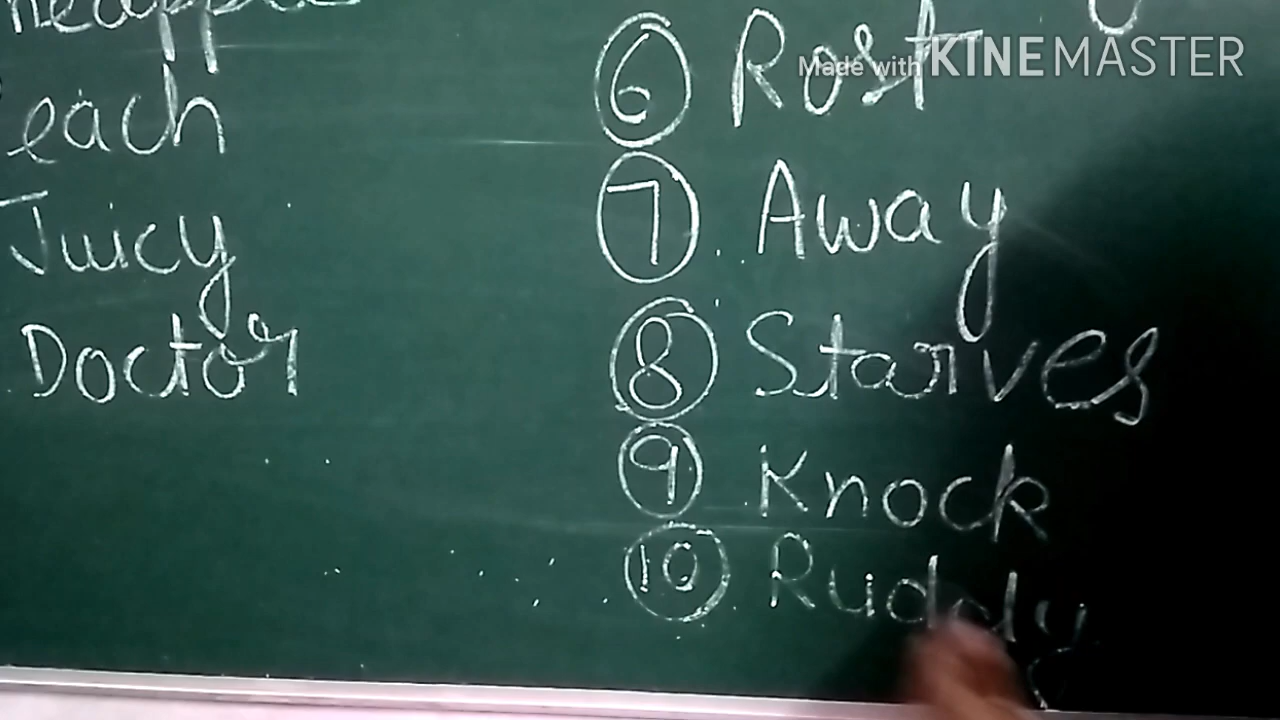 each
Juicy
Doctor
6 Rost
7 Away
8 Starves
9 Knock
10 Ruddy
Made with KINEMASTER